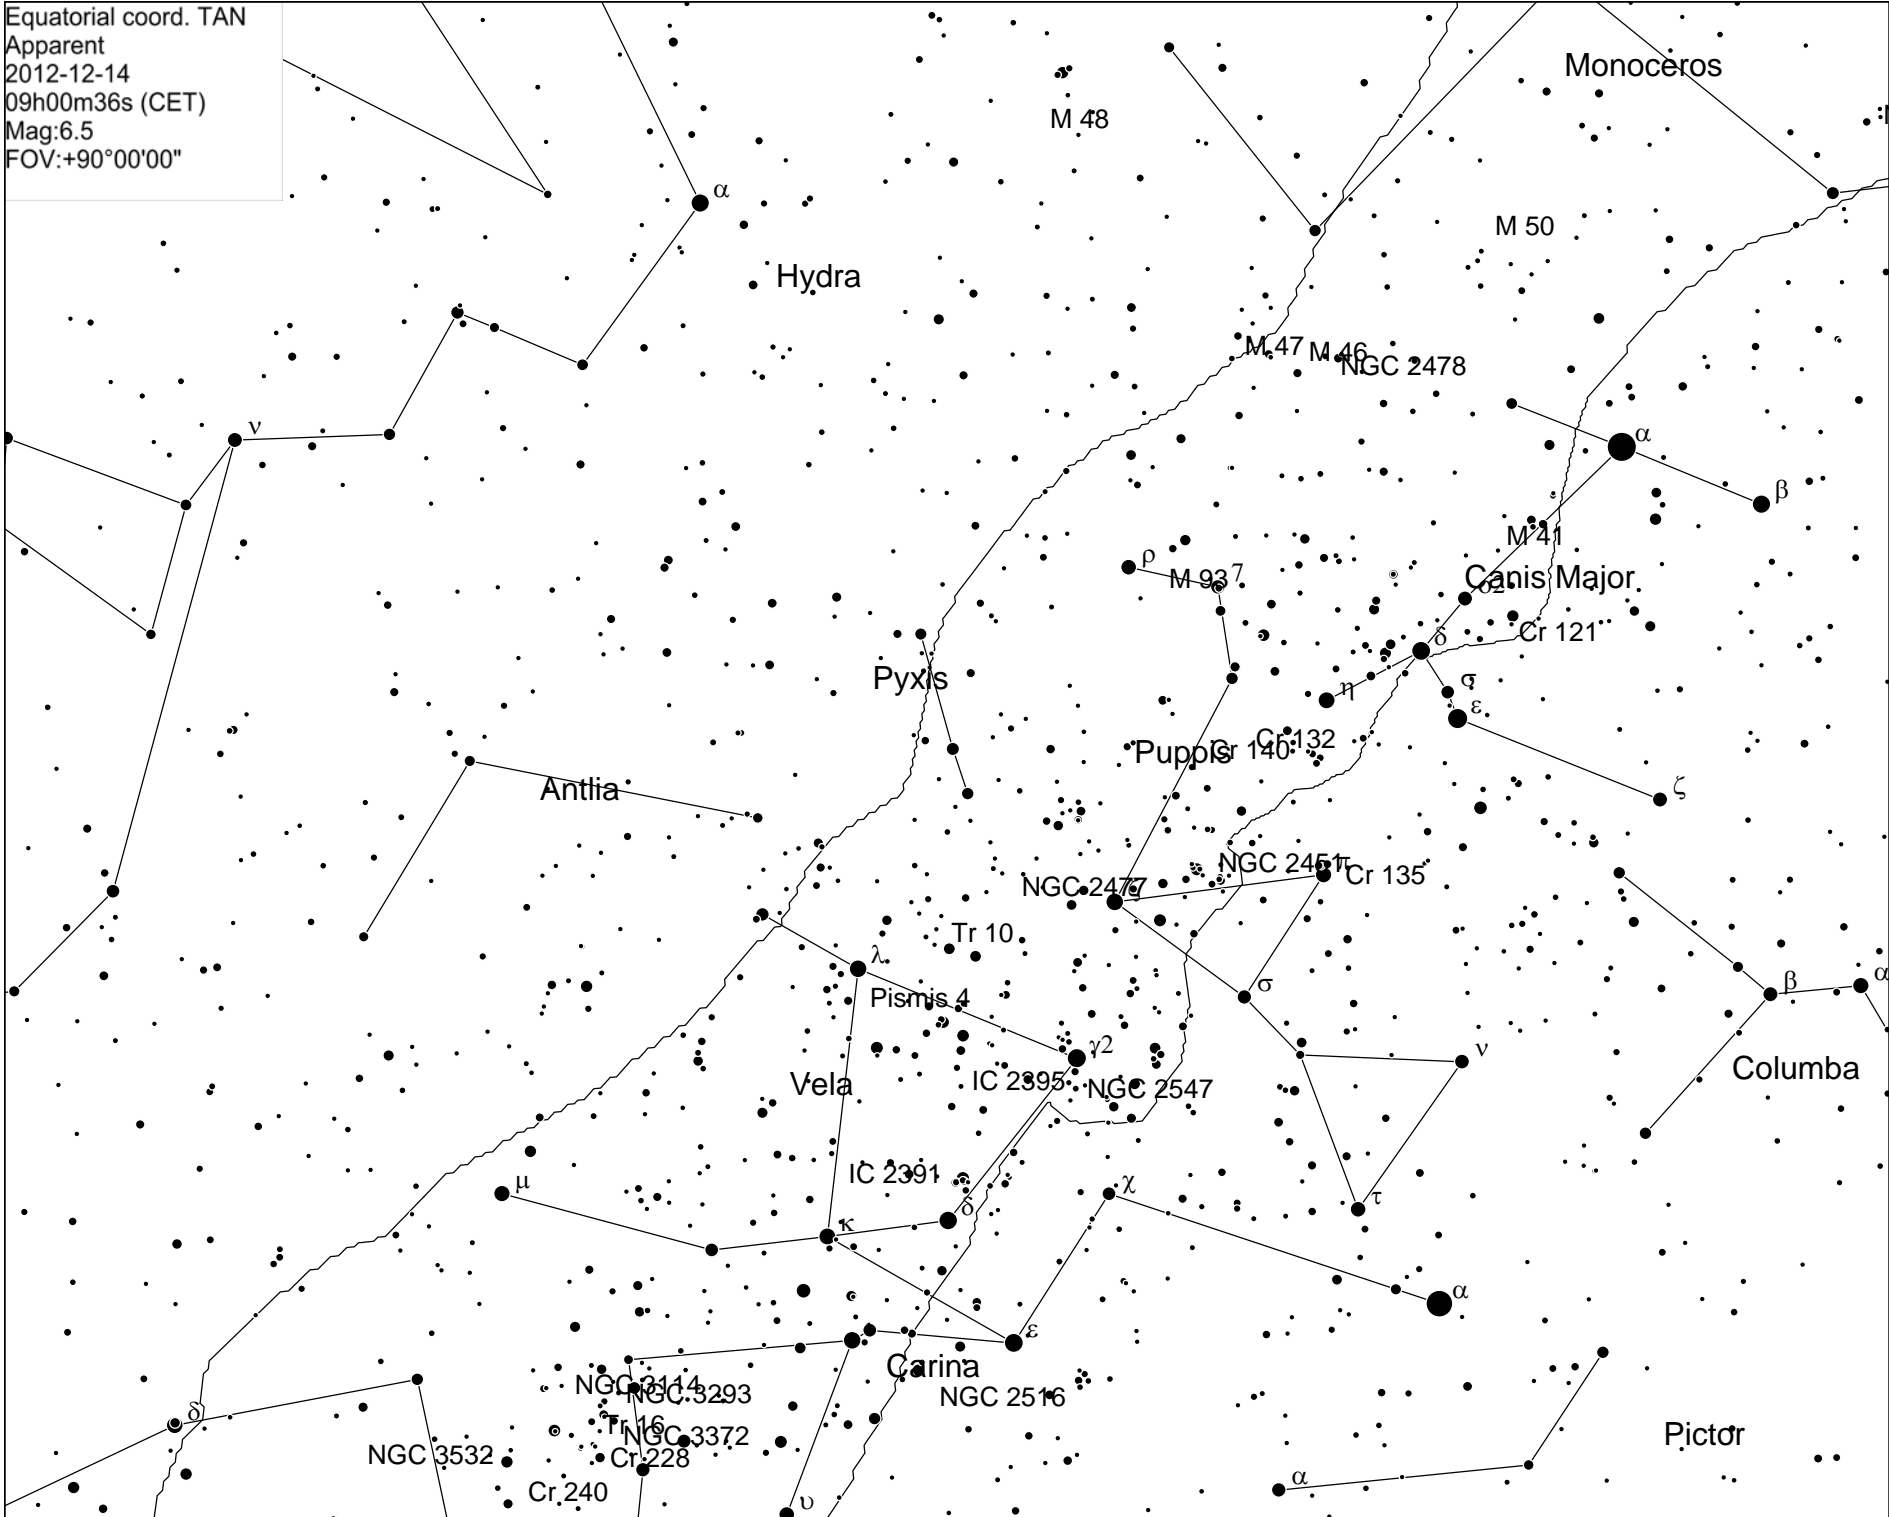 Equatorial coord. TAN
Apparent
2012-12-14
09h00m36s (CET)
Mag:6.5
FOV:+90°00'00"
Monoceros
M 48
α
M 50
Hydra
M 47
M 46
NGC 2478
ν
α
β
M 41
ρ
M 93
7
Canis Major
ο2
Cr 121
δ
Pyxis
η
σ
ε
Cr 132
Puppis
Cr 140
Antlia
ζ
NGC 2451
π
Cr 135
NGC 2477
ζ
Tr 10
λ
α
σ
β
Pismis 4
γ2
ν
Columba
IC 2395
Vela
NGC 2547
IC 2391
μ
χ
τ
δ
κ
α
ε
Carina
NGC 3114
NGC 3293
NGC 2516
δ
Tr 16
NGC 3372
Pictor
NGC 3532
Cr 228
α
Cr 240
υ